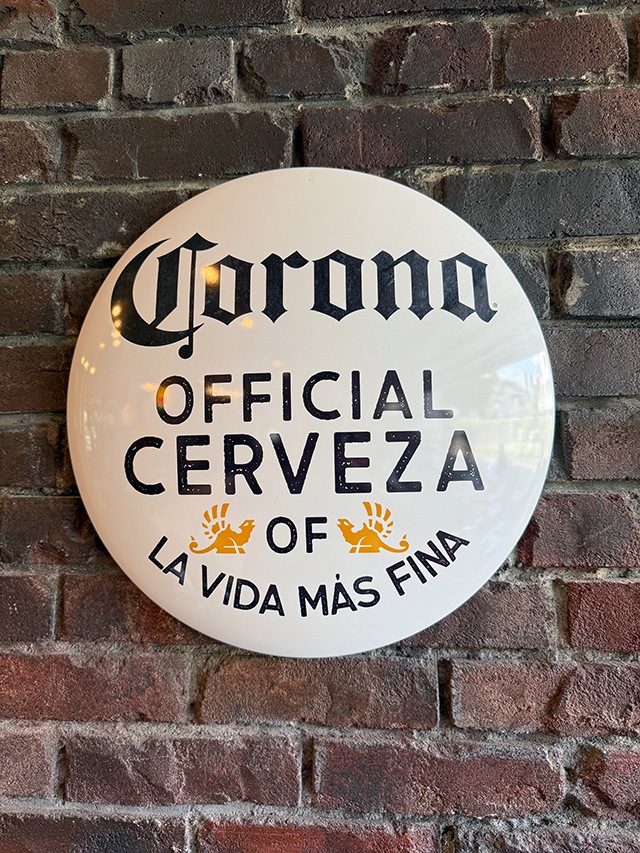 Corona®
OFFICIAL
CERVEZA
OF
LA VIDA MÁS FINA